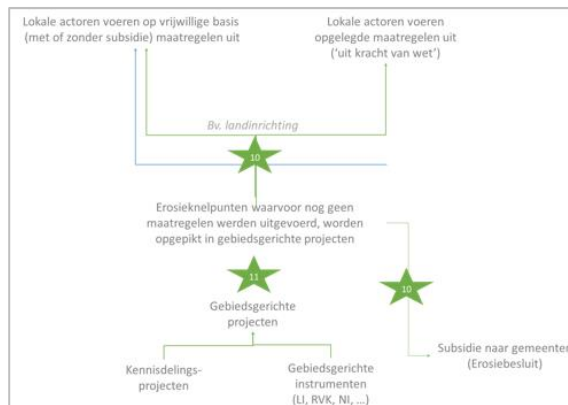 Lokale actoren voeren op vrijwillige basis
(met of zonder subsidie) maatregelen uit
Lokale actoren voeren
opgelegde maatregelen uit
('uit kracht van wet')
Bv. landinrichting
10
Erosieknelpunten waarvoor nog geen
maatregelen werden uitgevoerd, worden
opgepikt in gebiedsgerichte projecten
11
10
Gebiedsgerichte
projecten
Subsidie naar gemeenten
(Erosiebesluit)
Kennisdelings-
projecten
Gebiedsgerichte
instrumenten
(LI, RVK, NI, ...)